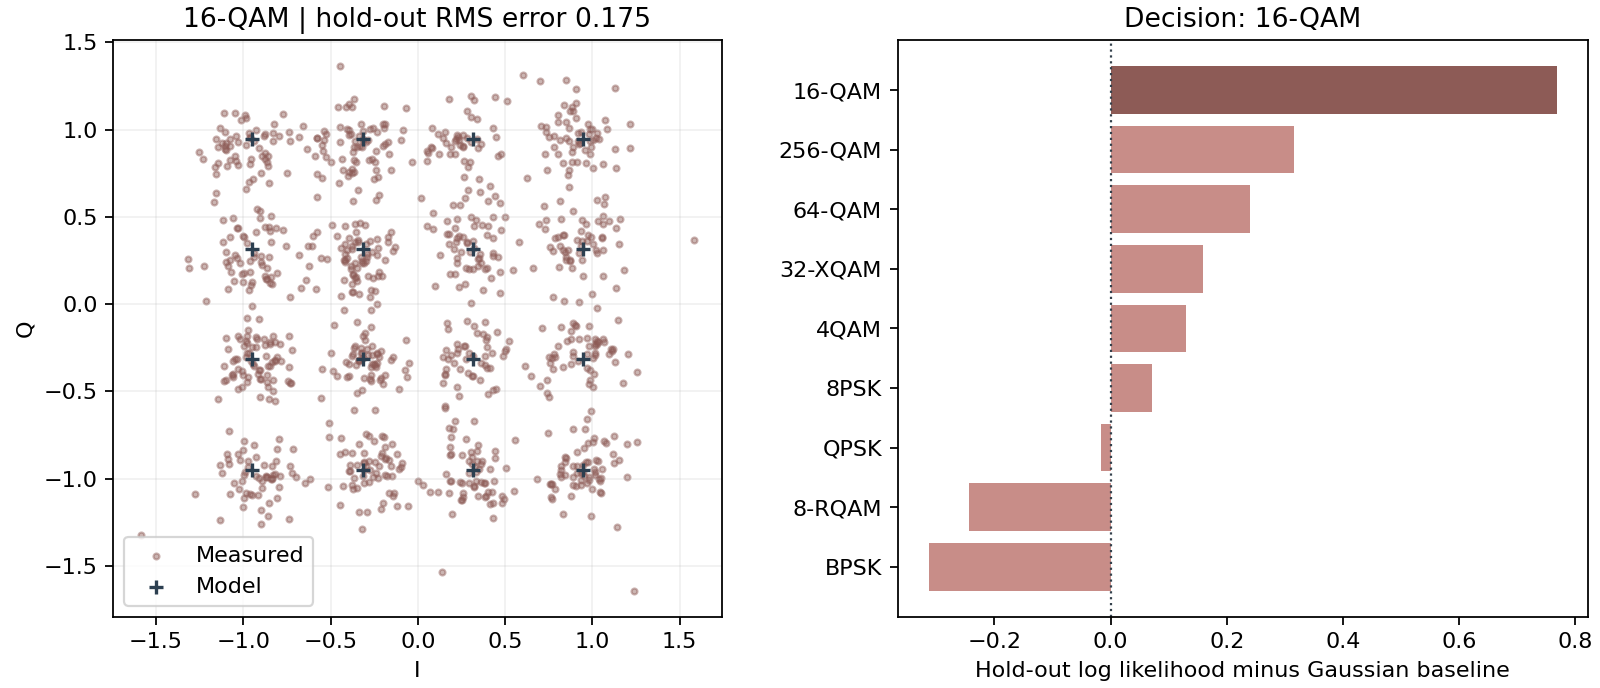 16-QAM | hold-out RMS error 0.175
1.5
1.0
0.5
0.0
−0.5
−1.0
−1.5
Q
Measured
Model
−1.5 −1.0 −0.5 0.0 0.5 1.0 1.5
I
Decision: 16-QAM
16-QAM
256-QAM
64-QAM
32-XQAM
4QAM
8PSK
QPSK
8-RQAM
BPSK
−0.2 0.0 0.2 0.4 0.6 0.8
Hold-out log likelihood minus Gaussian baseline